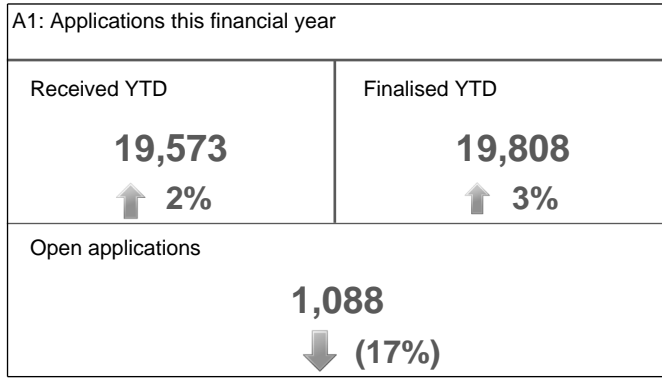 A1: Applications this financial year
Received YTD
Finalised YTD
19,573
19,808
2%
3%
Open applications
1,088
(17%)